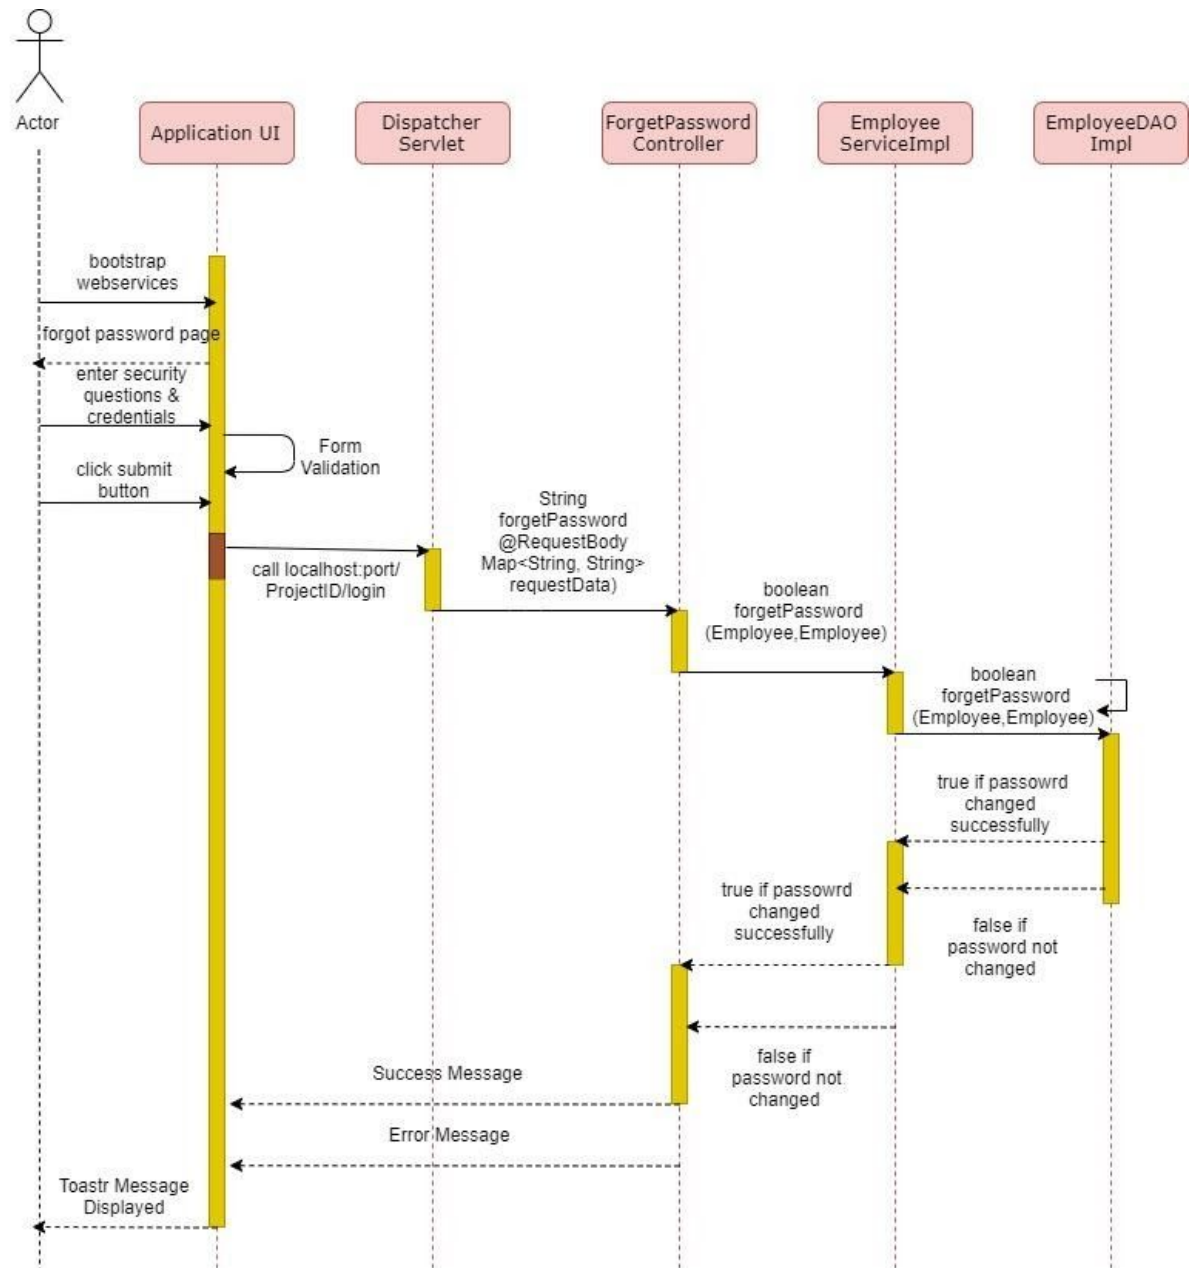 Actor
Application UI
Dispatcher
Servlet
ForgetPassword
Controller
Employee
ServiceImpl
EmployeeDAO
Impl
bootstrap
webservices
forgot password page
enter security
questions &
credentials
Form
Validation
click submit
button
String
forgetPassword
@RequestBody
Map<String, String>
requestData)
call localhost:port/
ProjectID/login
boolean
forgetPassword
(Employee,Employee)
boolean
forgetPassword
(Employee,Employee)
true if passowrd
changed
successfully
true if passowrd
changed
successfully
false if
password not
changed
false if
password not
changed
Success Message
Error Message
Toastr Message
Displayed